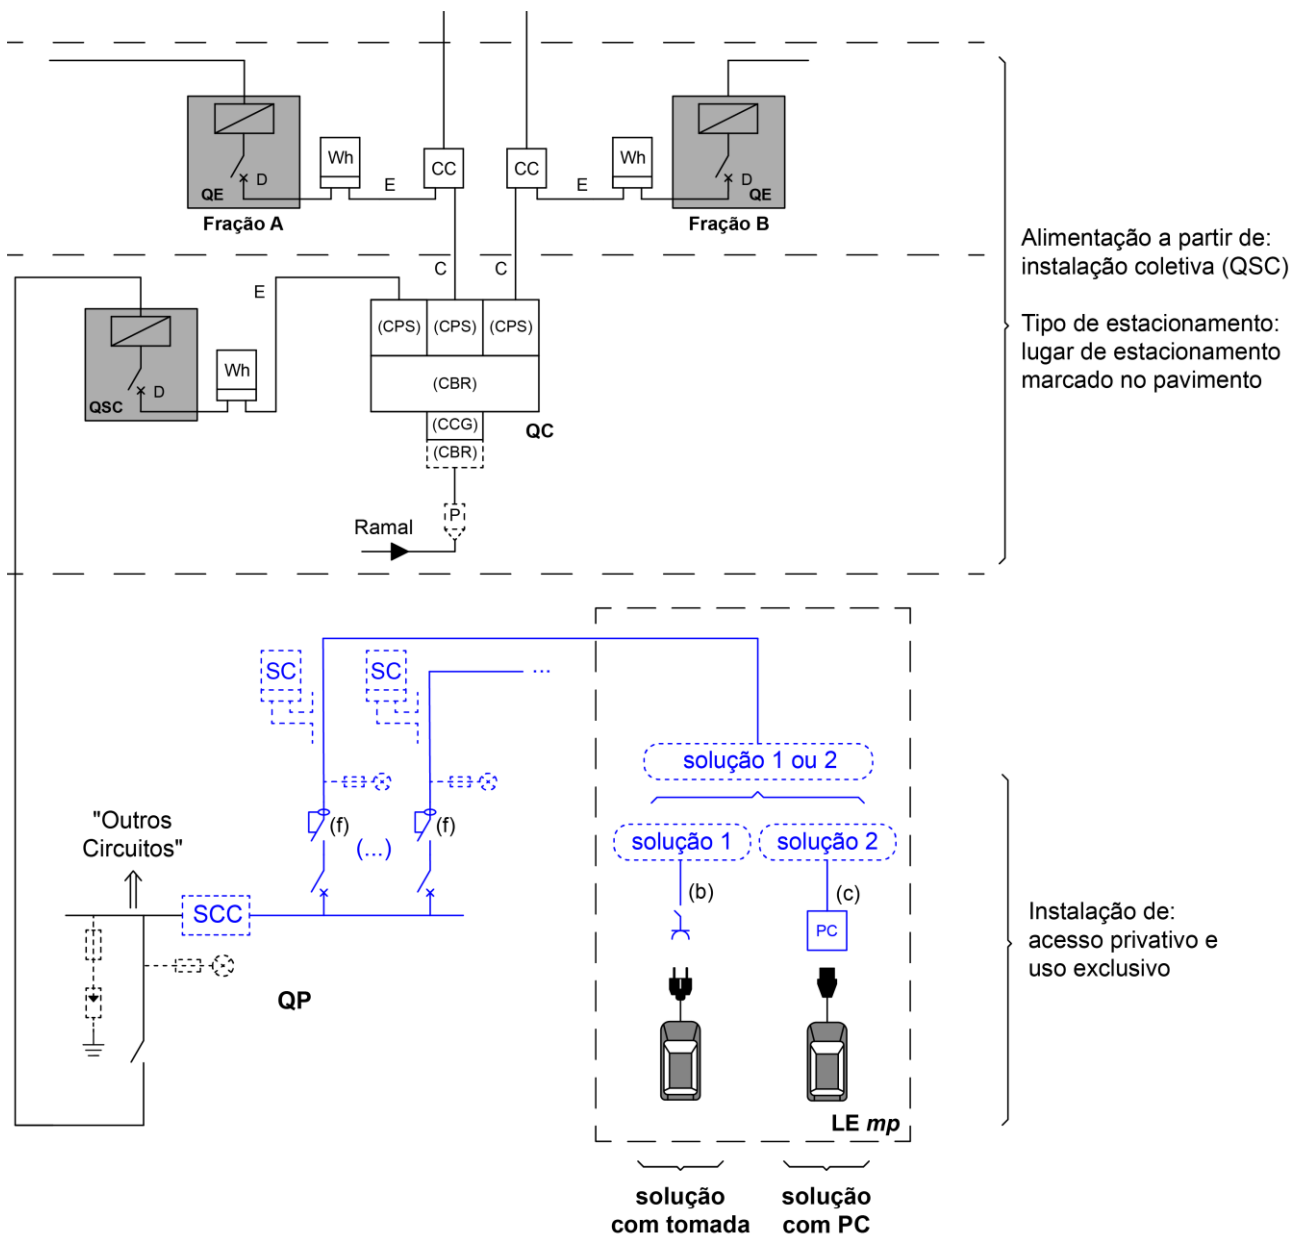 Wh
Wh
CC
CC
D
D
E
E
QE
QE
Fração A
Fração B
Alimentação a partir de:
instalação coletiva (QSC)
C
C
E
(CPS)
(CPS)
(CPS)
Tipo de estacionamento:
lugar de estacionamento
marcado no pavimento
Wh
D
(CBR)
QSC
(CCG)
QC
(CBR)
P
Ramal
SC
SC
...
solução 1 ou 2
"Outros
Circuitos"
(f)
(f)
(...)
solução 1
solução 2
(b)
(c)
SCC
PC
Instalação de:
acesso privativo e
uso exclusivo
QP
LE mp
solução
com tomada
solução
com PC